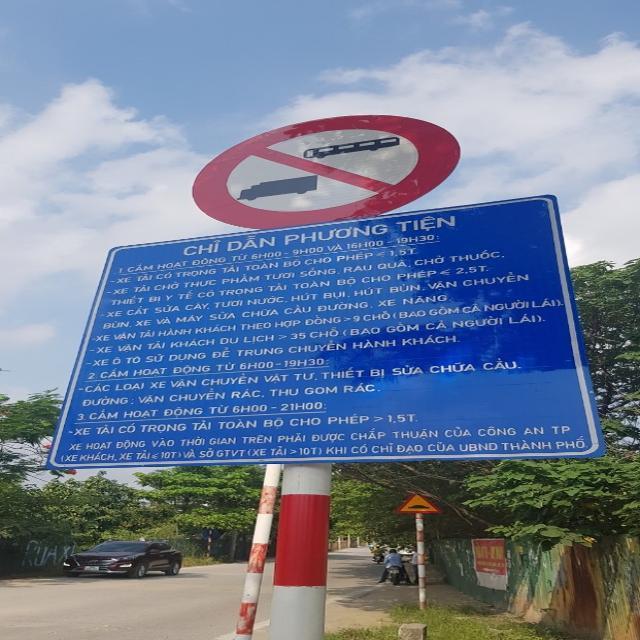 CHỈ DẪN PHƯƠNG TIỆN
1. CẤM HOẠT ĐỘNG TỪ 6H00 - 9H00 VÀ 16H00 - 19H30:
- XE TẢI CÓ TRỌNG TẢI TOÀN BỘ CHO PHÉP ≤ 1,5T.
- XE TẢI CHỞ THỰC PHẨM TƯƠI SỐNG, RAU QUẢ, CHỞ THUỐC,
THIẾT BỊ Y TẾ CÓ TRỌNG TẢI TOÀN BỘ CHO PHÉP ≤ 2,5T.
- XE CẮT SỬA CÂY, TƯỚI NƯỚC, HÚT BỤI, HÚT BÙN, VẬN CHUYỂN
BÙN, XE VÀ MÁY SỬA CHỮA CẦU ĐƯỜNG, XE NÂNG.
- XE VẬN TẢI HÀNH KHÁCH THEO HỢP ĐỒNG > 9 CHỖ (BAO GỒM CẢ NGƯỜI LÁI).
- XE VẬN TẢI KHÁCH DU LỊCH > 35 CHỖ (BAO GỒM CẢ NGƯỜI LÁI).
- XE Ô TÔ SỬ DỤNG ĐỂ TRUNG CHUYỂN HÀNH KHÁCH.
2. CẤM HOẠT ĐỘNG TỪ 6H00 - 19H30:
- CÁC LOẠI XE VẬN CHUYỂN VẬT TƯ, THIẾT BỊ SỬA CHỮA CẦU,
ĐƯỜNG; VẬN CHUYỂN RÁC, THU GOM RÁC.
3. CẤM HOẠT ĐỘNG TỪ 6H00 - 21H00:
- XE TẢI CÓ TRỌNG TẢI TOÀN BỘ CHO PHÉP > 1,5T.
XE HOẠT ĐỘNG VÀO THỜI GIAN TRÊN PHẢI ĐƯỢC CHẤP THUẬN CỦA CÔNG AN TP
(XE KHÁCH, XE TẢI ≤ 10T) VÀ SỞ GTVT (XE TẢI > 10T) KHI CÓ CHỈ ĐẠO CỦA UBND THÀNH PHỐ
RỬA XE